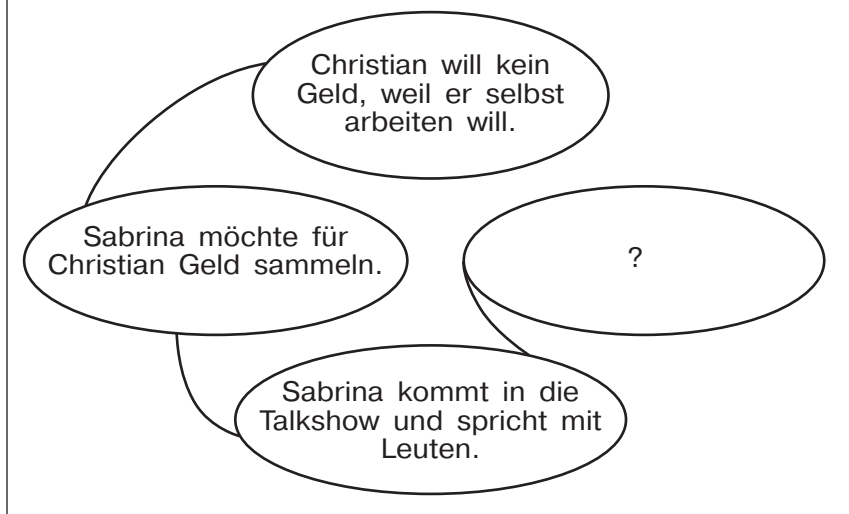 Christian will kein
Geld, weil er selbst
arbeiten will.
Sabrina möchte für
Christian Geld sammeln.
?
Sabrina kommt in die
Talkshow und spricht mit
Leuten.